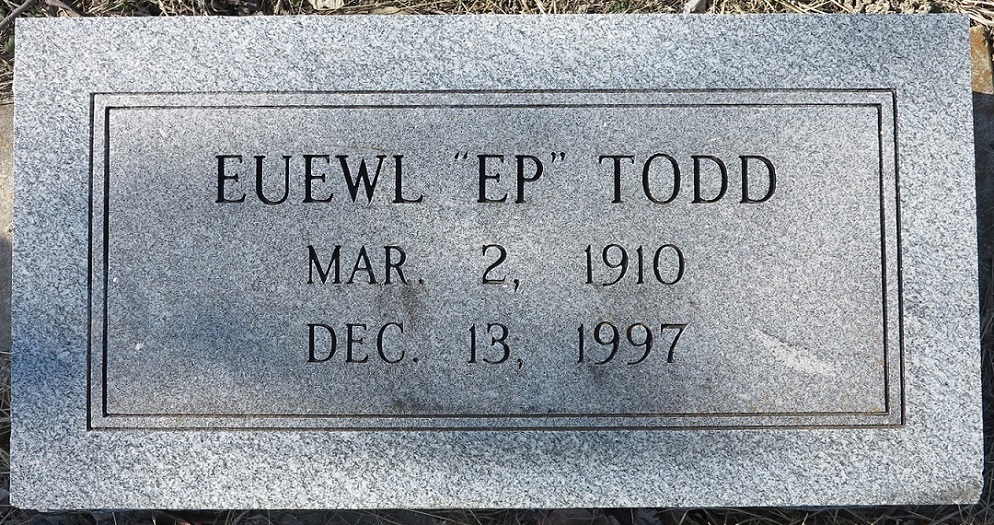 EUEWL "EP" TODD
MAR. 2, 1910
DEC. 13, 1997